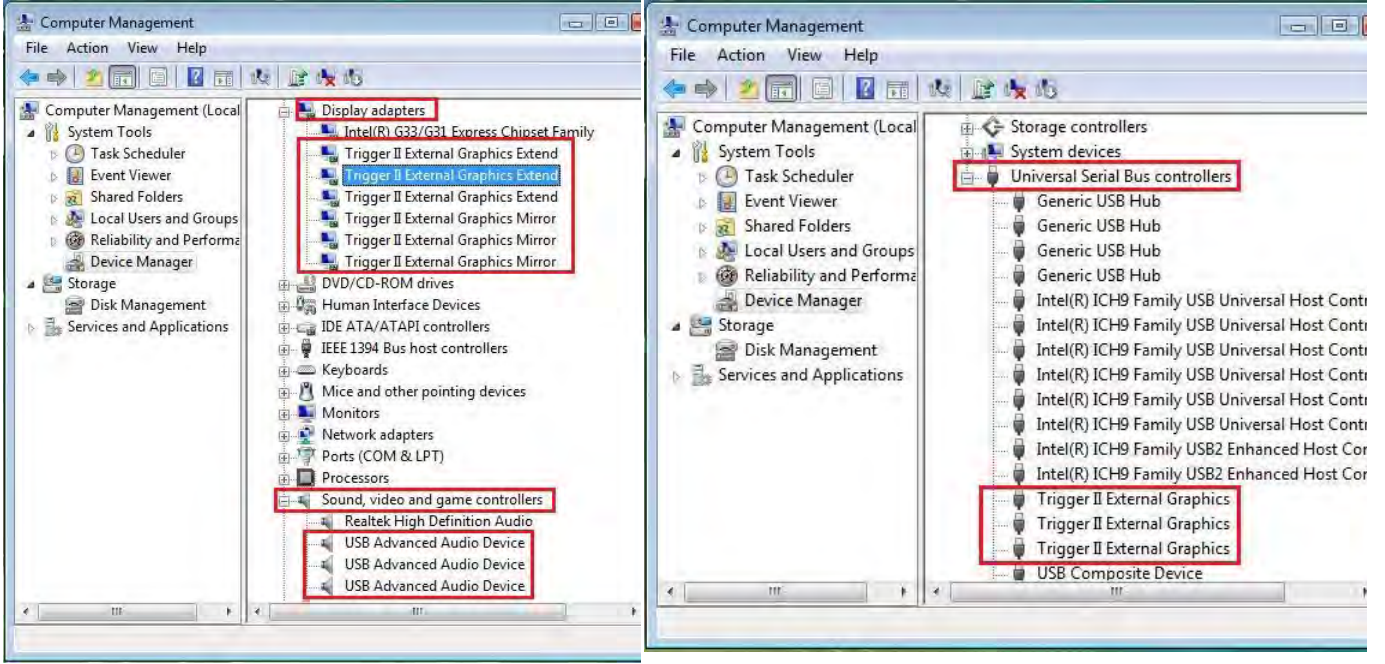 Computer Management
File Action View Help
Computer Management (Local
System Tools
Task Scheduler
Event Viewer
Shared Folders
Local Users and Groups
Reliability and Performa
Device Manager
Storage
Disk Management
Services and Applications
Display adapters
Intel(R) G33/G31 Express Chipset Family
Trigger II External Graphics Extend
Trigger II External Graphics Extend
Trigger II External Graphics Extend
Trigger II External Graphics Mirror
Trigger II External Graphics Mirror
Trigger II External Graphics Mirror
DVD/CD-ROM drives
Human Interface Devices
IDE ATA/ATAPI controllers
IEEE 1394 Bus host controllers
Keyboards
Mice and other pointing devices
Monitors
Network adapters
Ports (COM & LPT)
Processors
Sound, video and game controllers
Realtek High Definition Audio
USB Advanced Audio Device
USB Advanced Audio Device
USB Advanced Audio Device
Computer Management
File Action View Help
Computer Management (Local
System Tools
Task Scheduler
Event Viewer
Shared Folders
Local Users and Groups
Reliability and Performa
Device Manager
Storage
Disk Management
Services and Applications
Storage controllers
System devices
Universal Serial Bus controllers
Generic USB Hub
Generic USB Hub
Generic USB Hub
Generic USB Hub
Intel(R) ICH9 Family USB Universal Host Contr
Intel(R) ICH9 Family USB Universal Host Contr
Intel(R) ICH9 Family USB Universal Host Contr
Intel(R) ICH9 Family USB Universal Host Contr
Intel(R) ICH9 Family USB Universal Host Contr
Intel(R) ICH9 Family USB Universal Host Contr
Intel(R) ICH9 Family USB2 Enhanced Host Cor
Intel(R) ICH9 Family USB2 Enhanced Host Cor
Trigger II External Graphics
Trigger II External Graphics
Trigger II External Graphics
USB Composite Device